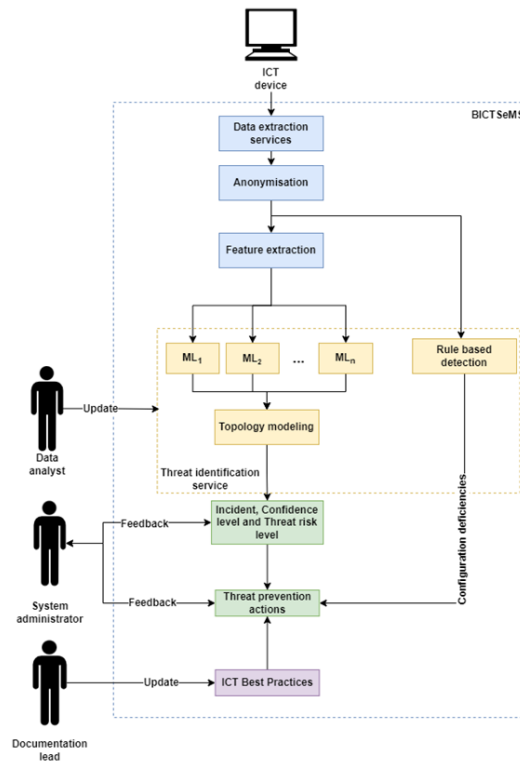 ICT
device
BICTSeMS
Data extraction
services
Anonymisation
Feature extraction
ML1
ML2
...
MLn
Rule based
detection
Update
Data
analyst
Topology modeling
Threat identification
service
Configuration deficiencies
Incident, Confidence
level and Threat risk
level
Feedback
System
administrator
Feedback
Threat prevention
actions
Update
ICT Best Practices
Documentation
lead